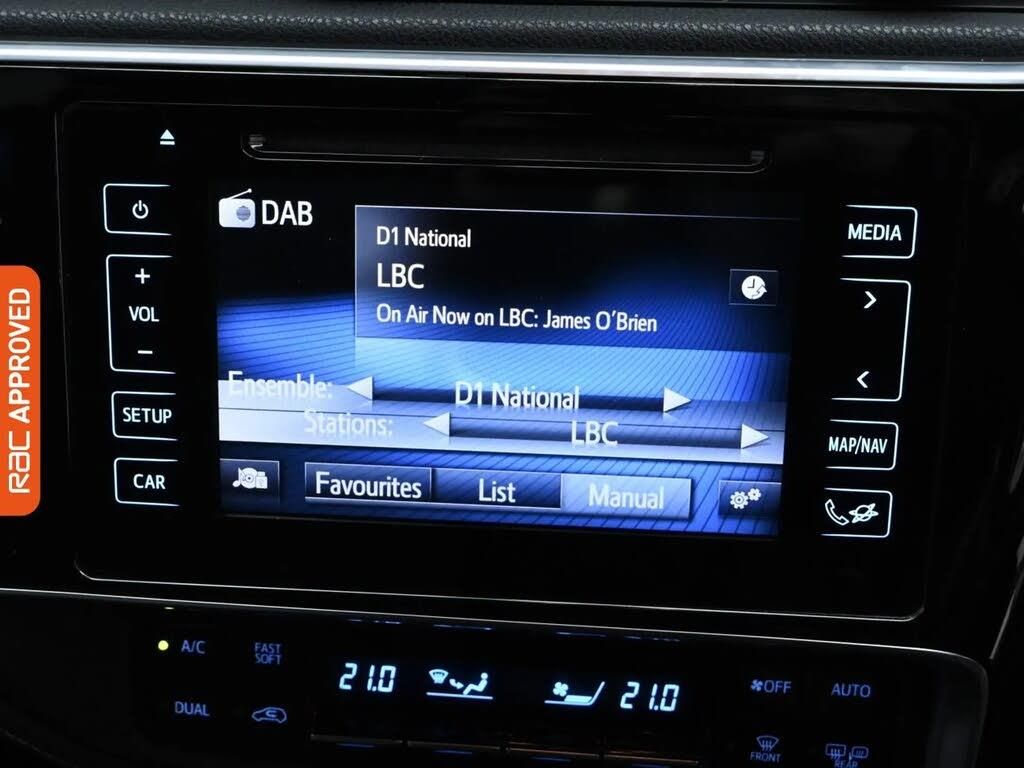 DAB
D1 National
LBC
On Air Now on LBC: James O'Brien
Ensemble: D1 National
Stations: LBC
Favourites List Manual
VOL
SETUP
CAR
MEDIA
MAP/NAV
RAC APPROVED
A/C
FAST
SOFT
21.0
21.0
OFF
AUTO
DUAL
FRONT
REAR